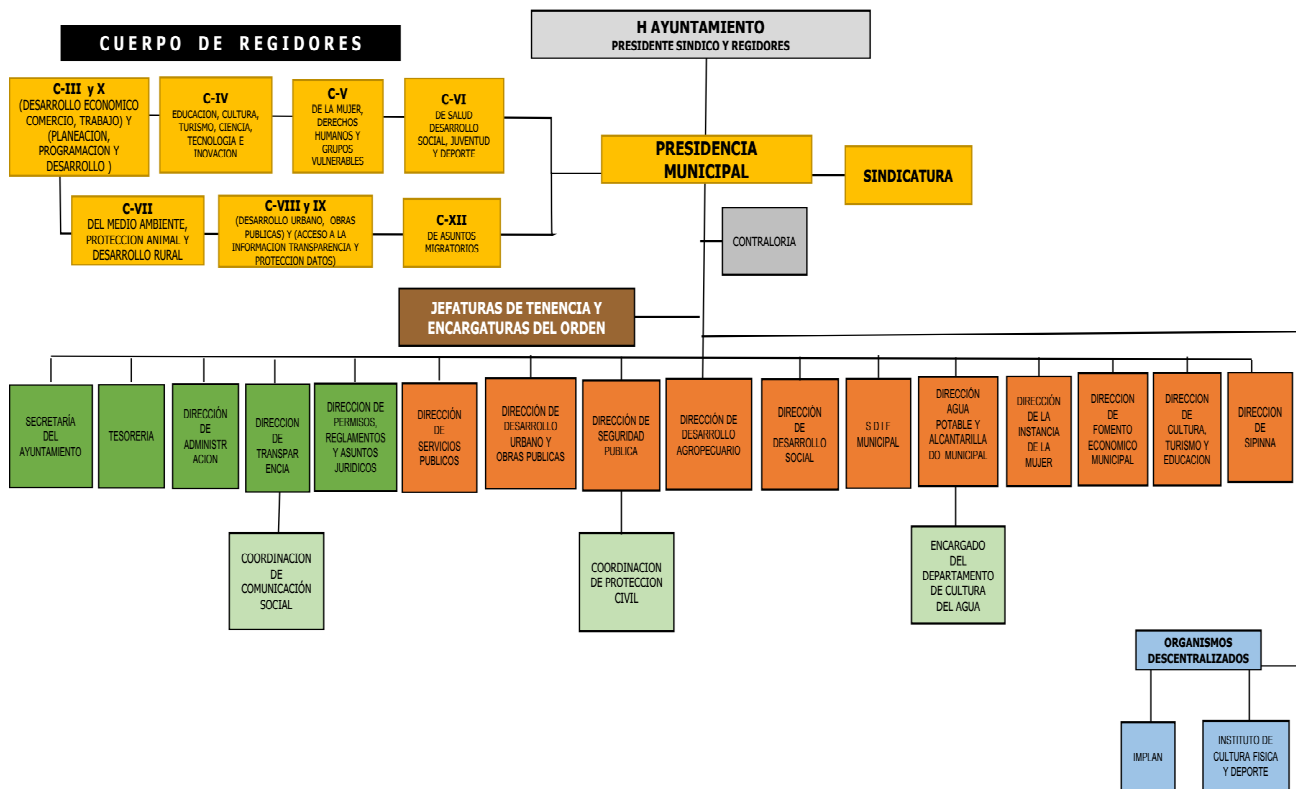 H AYUNTAMIENTO
PRESIDENTE SINDICO Y REGIDORES
CUERPO DE REGIDORES
C-III y X
(DESARROLLO ECONOMICO
COMERCIO, TRABAJO) Y
(PLANEACION,
PROGRAMACION Y
DESARROLLO )
C-IV
EDUCACION, CULTURA,
TURISMO, CIENCIA,
TECNOLOGIA E
INOVACION
C-V
DE LA MUJER,
DERECHOS
HUMANOS Y
GRUPOS
VULNERABLES
C-VI
DE SALUD
DESARROLLO
SOCIAL, JUVENTUD
Y DEPORTE
PRESIDENCIA
MUNICIPAL
SINDICATURA
C-VII
DEL MEDIO AMBIENTE,
PROTECCION ANIMAL Y
DESARROLLO RURAL
C-VIII y IX
(DESARROLLO URBANO, OBRAS
PUBLICAS) Y (ACCESO A LA
INFORMACION TRANSPARENCIA Y
PROTECCION DATOS)
C-XII
DE ASUNTOS
MIGRATORIOS
CONTRALORIA
JEFATURAS DE TENENCIA Y
ENCARGATURAS DEL ORDEN
SECRETARÍA
DEL
AYUNTAMIENTO
TESORERIA
DIRECCIÓN
DE
ADMINISTR
ACION
DIRECCION
DE
TRANSPAR
ENCIA
DIRECCION DE
PERMISOS,
REGLAMENTOS
Y ASUNTOS
JURIDICOS
DIRECCIÓN
DE
SERVICIOS
PUBLICOS
DIRECCIÓN DE
DESARROLLO
URBANO Y
OBRAS PUBLICAS
DIRECCIÓN DE
SEGURIDAD
PUBLICA
DIRECCIÓN DE
DESARROLLO
AGROPECUARIO
DIRECCIÓN
DE
DESARROLLO
SOCIAL
S D I F
MUNICIPAL
DIRECCIÓN
AGUA
POTABLE Y
ALCANTARILLA
DO MUNICIPAL
DIRECCIÓN
DE LA
INSTANCIA
DE LA
MUJER
DIRECCION
DE
FOMENTO
ECONOMICO
MUNICIPAL
DIRECCION
DE
CULTURA,
TURISMO Y
EDUCACION
DIRECCION
DE
SIPINNA
COORDINACION
DE
COMUNICACIÓN
SOCIAL
COORDINACION
DE PROTECCION
CIVIL
ENCARGADO
DEL
DEPARTAMENTO
DE CULTURA
DEL AGUA
ORGANISMOS
DESCENTRALIZADOS
IMPLAN
INSTITUTO DE
CULTURA FISICA
Y DEPORTE